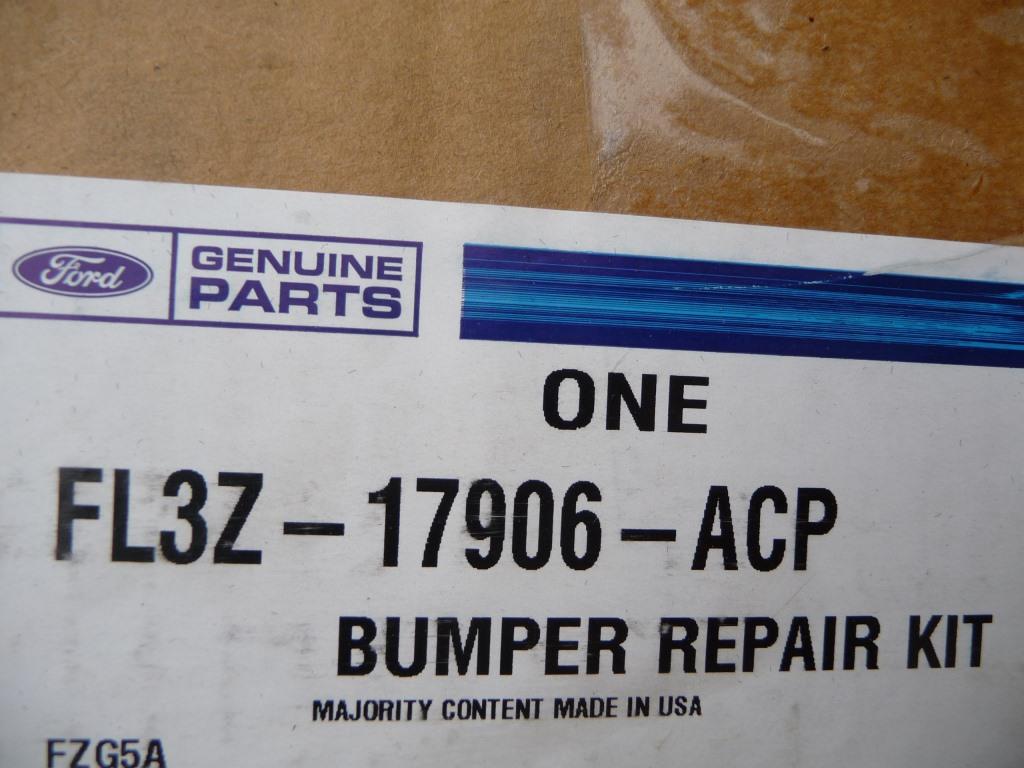 Ford
GENUINE
PARTS
ONE
FL3Z-17906-ACP
BUMPER REPAIR KIT
MAJORITY CONTENT MADE IN USA
FZG5A